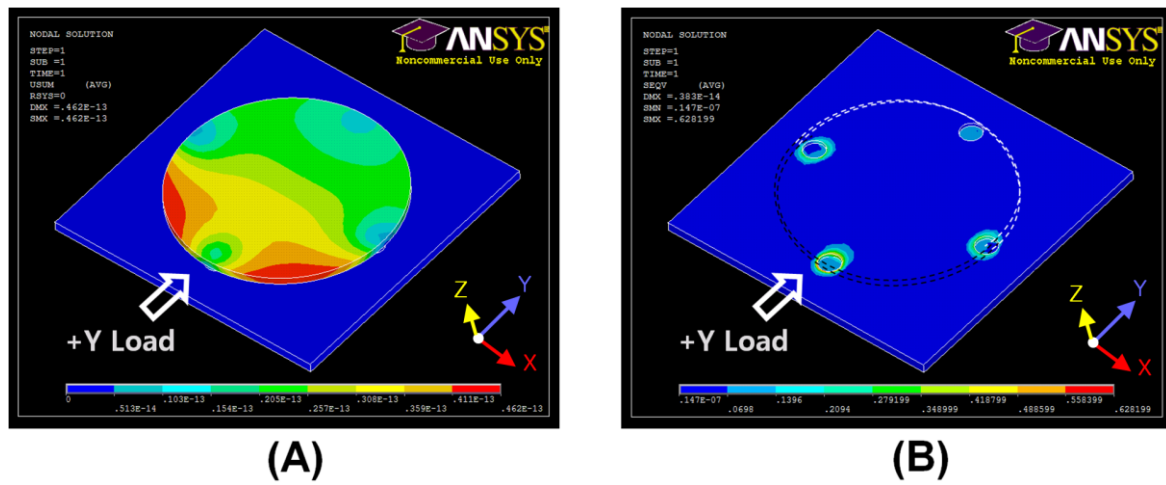 NODAL SOLUTION
STEP=1
SUB =1
TIME=1
USUM (AVG)
RSYS=0
DMX =.462E-13
SMX =.462E-13
ANSYS
Noncommercial Use Only
+Y Load
Z
Y
X
0 .103E-13 .205E-13 .308E-13 .411E-13
.513E-14 .154E-13 .257E-13 .359E-13 .462E-13
(A)
NODAL SOLUTION
STEP=1
SUB =1
TIME=1
SEQV (AVG)
DMX =.383E-14
SMN =.147E-07
SMX =.628199
ANSYS
Noncommercial Use Only
+Y Load
Z
Y
X
.147E-07 .1396 .279199 .418799 .558399
.0698 .2094 .348999 .488599 .628199
(B)